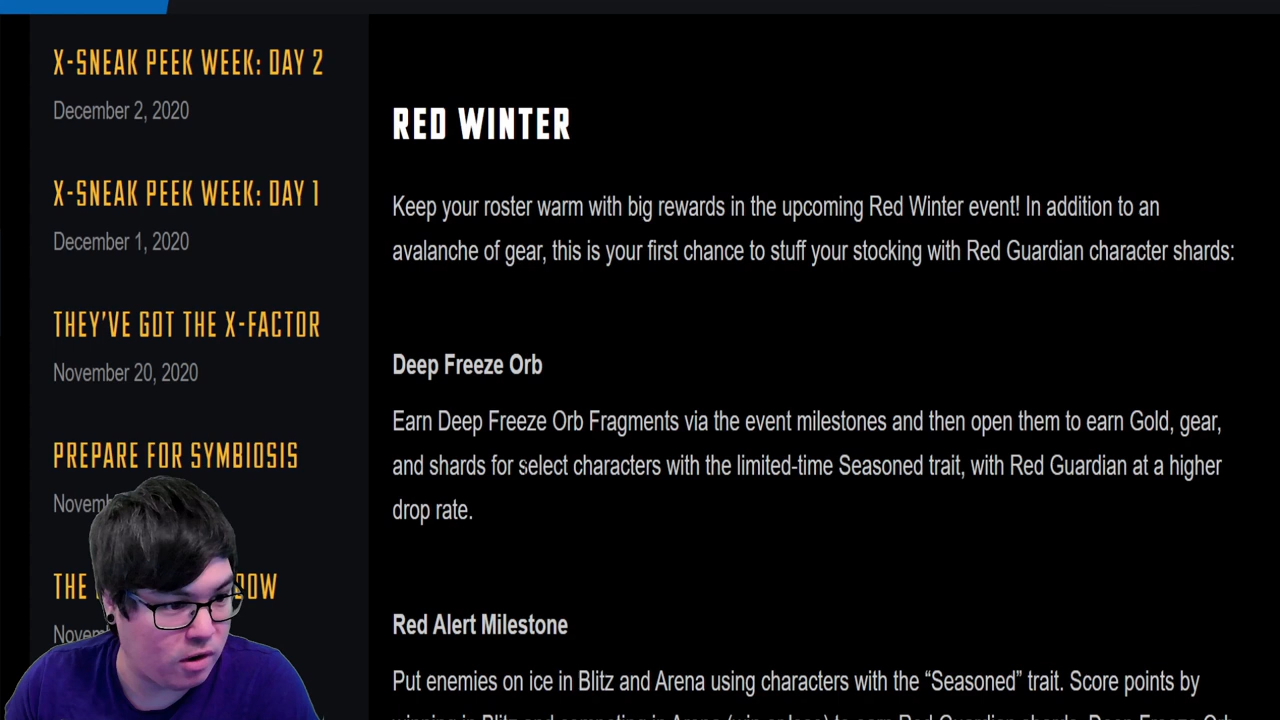 X-SNEAK PEEK WEEK: DAY 2
December 2, 2020
X-SNEAK PEEK WEEK: DAY 1
December 1, 2020
THEY'VE GOT THE X-FACTOR
November 20, 2020
PREPARE FOR SYMBIOSIS
THE
RED WINTER
Keep your roster warm with big rewards in the upcoming Red Winter event! In addition to an
avalanche of gear, this is your first chance to stuff your stocking with Red Guardian character shards:
Deep Freeze Orb
Earn Deep Freeze Orb Fragments via the event milestones and then open them to earn Gold, gear,
and shards for select characters with the limited-time Seasoned trait, with Red Guardian at a higher
drop rate.
Red Alert Milestone
Put enemies on ice in Blitz and Arena using characters with the “Seasoned” trait. Score points by